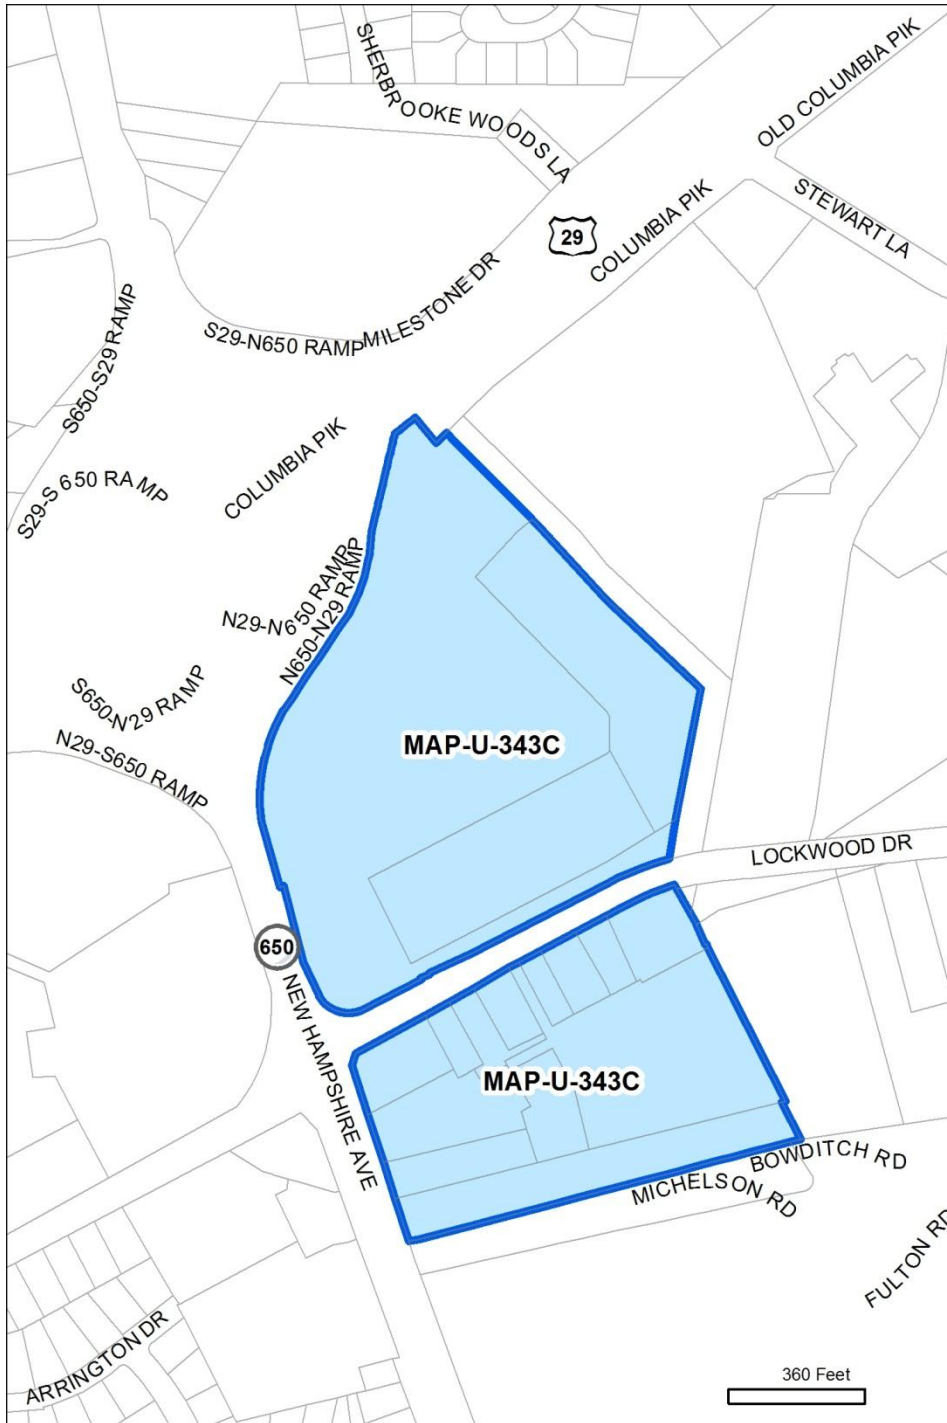 SHERBROOKE WOODS LA
OLD COLUMBIA PIK
STEWART LA
COLUMBIA PIK
29
MILESTONE DR
S29-N650 RAMP
S650-S29 RAMP
COLUMBIA PIK
S29-S 650 RAMP
N29-N650 RAMP
N650-N29 RAMP
S650-N29 RAMP
N29-S650 RAMP
MAP-U-343C
LOCKWOOD DR
650
NEW HAMPSHIRE AVE
MAP-U-343C
BOWDITCH RD
MICHELSON RD
FULTON RD
ARRINGTON DR
360 Feet